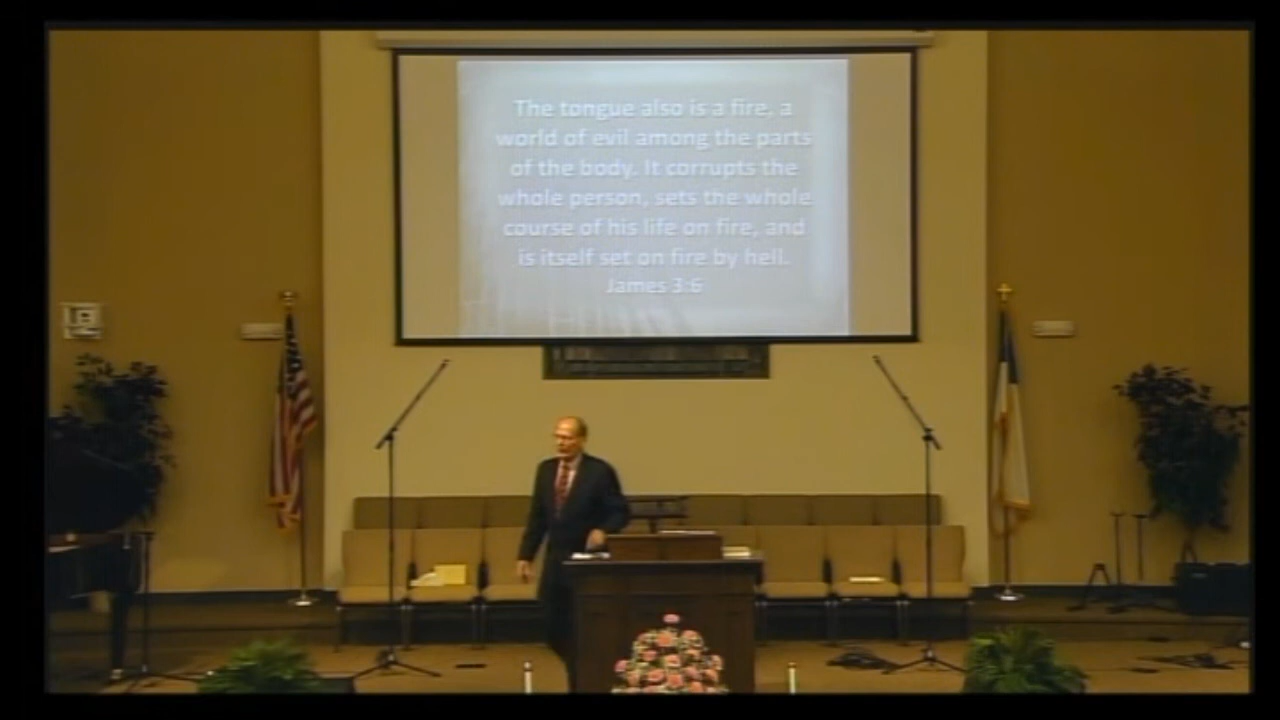 The tongue also is a fire, a
world of evil among the parts
of the body. It corrupts the
whole person, sets the whole
course of his life on fire, and
is itself set on fire by hell.
James 3:6